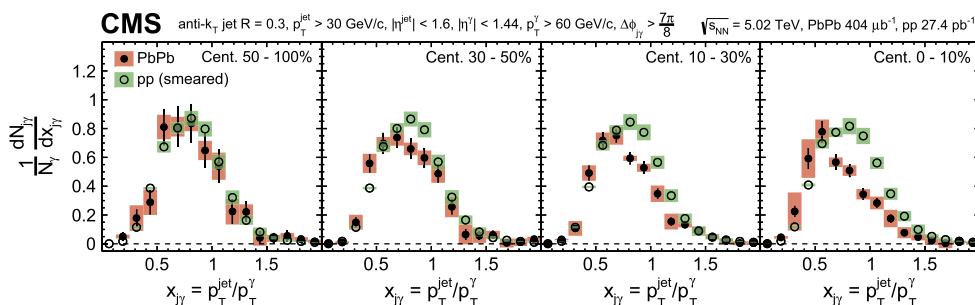 CMS anti-k_T jet R = 0.3, p_T^jet > 30 GeV/c, |η^jet| < 1.6, |η^γ| < 1.44, p_T^γ > 60 GeV/c, Δϕ_jγ > 7π/8 √s_NN = 5.02 TeV, PbPb 404 μb⁻¹, pp 27.4 pb⁻¹
PbPb
pp (smeared)
Cent. 50 - 100%
Cent. 30 - 50%
Cent. 10 - 30%
Cent. 0 - 10%
1/N_γ dN_jγ/dx_jγ
1.2
1
0.8
0.6
0.4
0.2
0
0.5 1 1.5
0.5 1 1.5
0.5 1 1.5
0.5 1 1.5
x_jγ = p_T^jet/p_T^γ
x_jγ = p_T^jet/p_T^γ
x_jγ = p_T^jet/p_T^γ
x_jγ = p_T^jet/p_T^γ